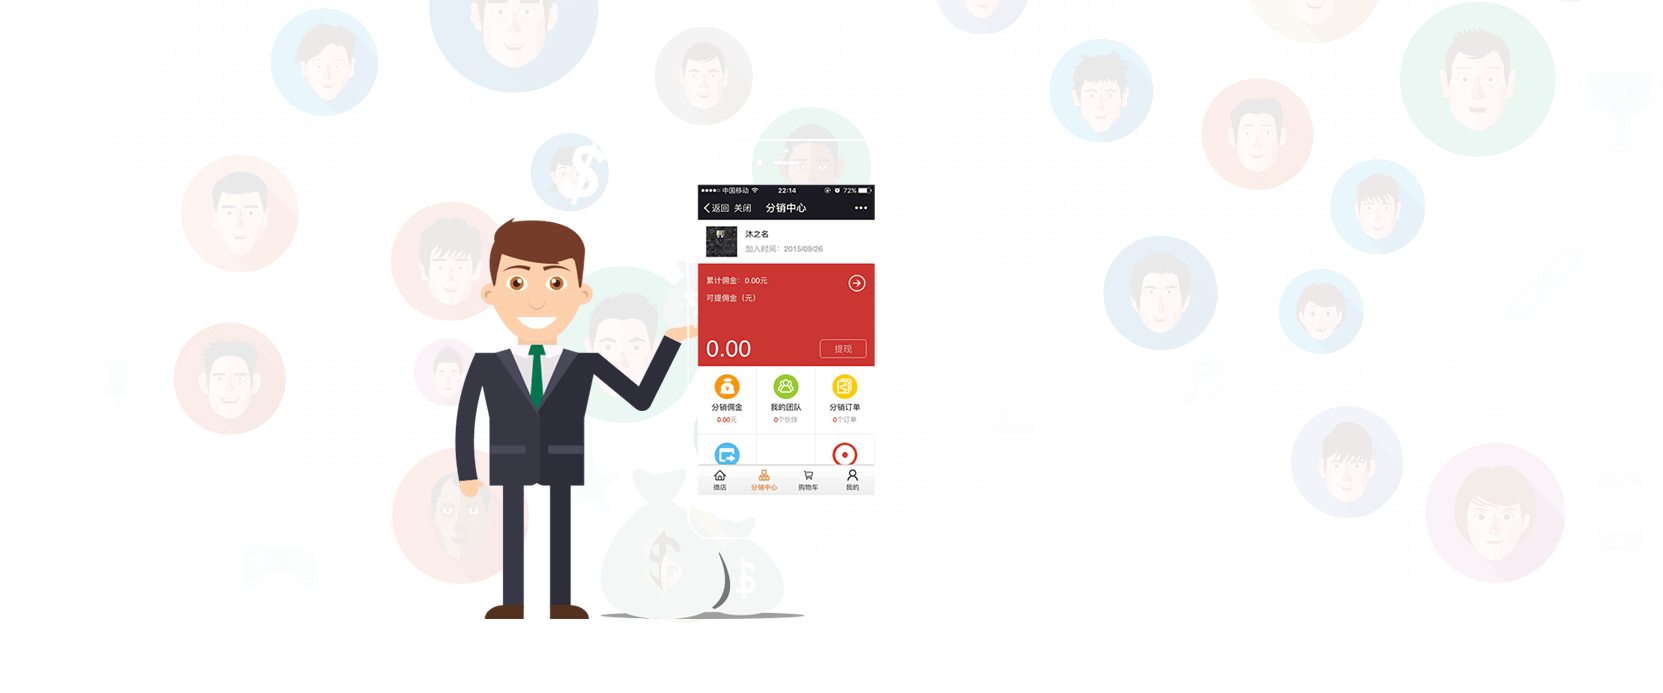 中国移动 22:14 72%
返回 关闭 分销中心
沐之名
加入时间：2015/09/26
累计佣金：0.00元
可提佣金（元）
0.00 提现
分销佣金 我的团队 分销订单
0.00元 0个伙伴 0个订单
微店 分销中心 购物车 我的